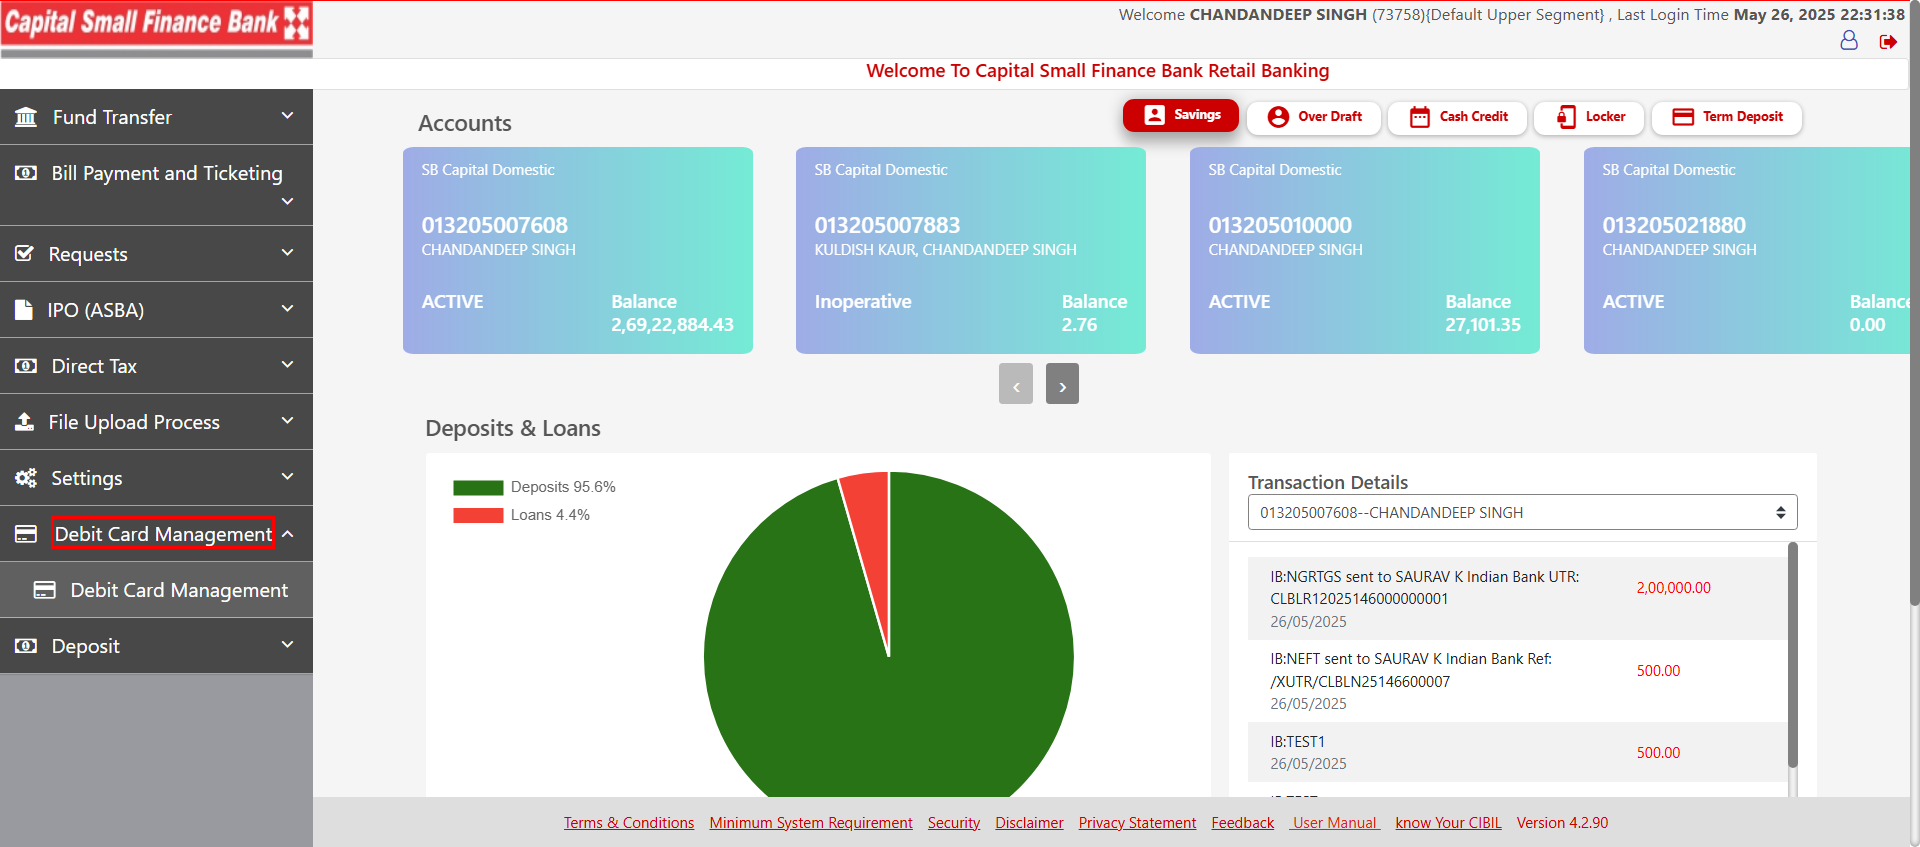 Capital Small Finance Bank
Welcome CHANDANDEEP SINGH (73758){Default Upper Segment} , Last Login Time May 26, 2025 22:31:38
Welcome To Capital Small Finance Bank Retail Banking
Fund Transfer
Bill Payment and Ticketing
Requests
IPO (ASBA)
Direct Tax
File Upload Process
Settings
Debit Card Management
Debit Card Management
Deposit
Accounts
Savings
Over Draft
Cash Credit
Locker
Term Deposit
SB Capital Domestic
013205007608
CHANDANDEEP SINGH
ACTIVE
Balance
2,69,22,884.43
SB Capital Domestic
013205007883
KULDISH KAUR, CHANDANDEEP SINGH
Inoperative
Balance
2.76
SB Capital Domestic
013205010000
CHANDANDEEP SINGH
ACTIVE
Balance
27,101.35
SB Capital Domestic
013205021880
CHANDANDEEP SINGH
ACTIVE
Balance
0.00
‹ ›
Deposits & Loans
Deposits 95.6%
Loans 4.4%
Transaction Details
013205007608--CHANDANDEEP SINGH
IB:NGRTGS sent to SAURAV K Indian Bank UTR:
CLBLR12025146000000001
26/05/2025
2,00,000.00
IB:NEFT sent to SAURAV K Indian Bank Ref:
/XUTR/CLBLN25146600007
26/05/2025
500.00
IB:TEST1
26/05/2025
500.00
Terms & Conditions Minimum System Requirement Security Disclaimer Privacy Statement Feedback User Manual know Your CIBIL Version 4.2.90